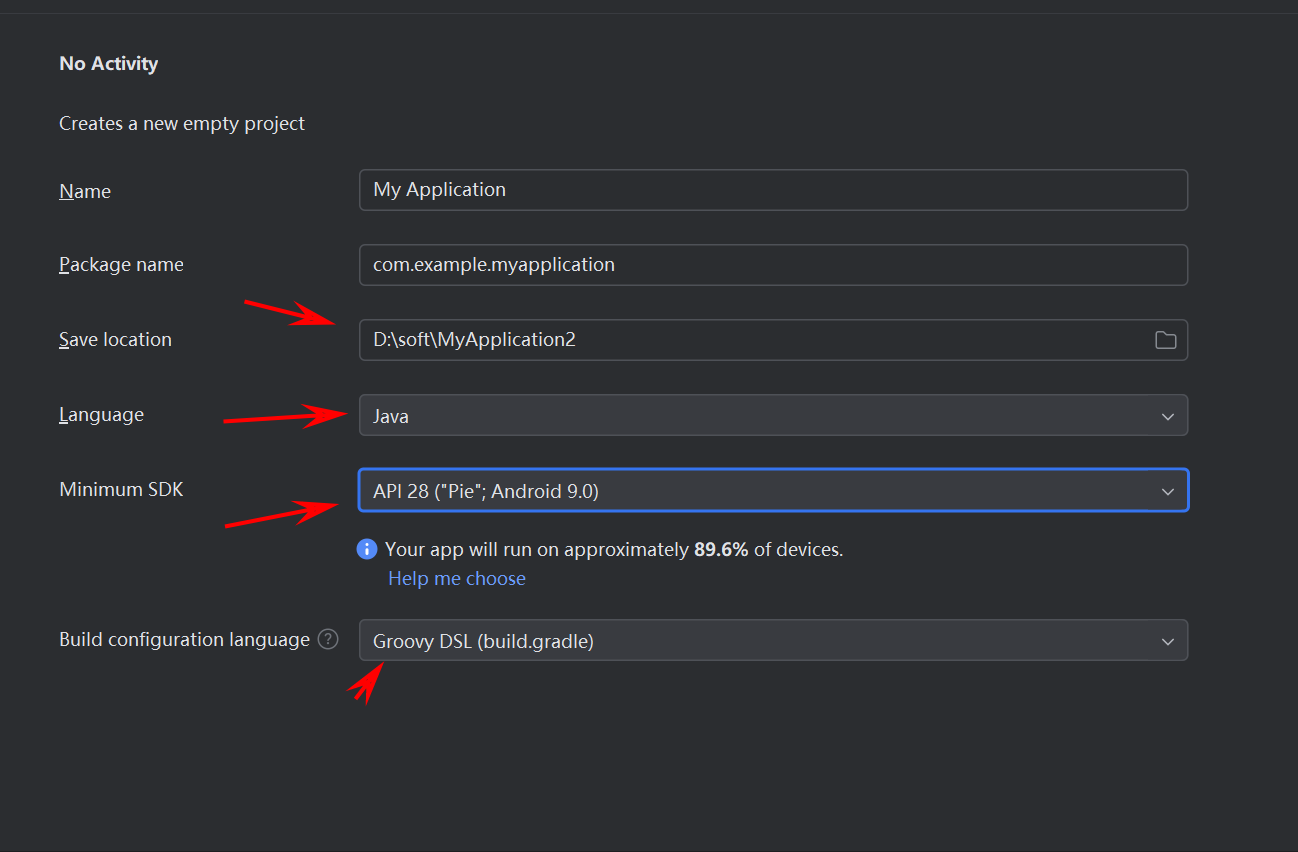 No Activity
Creates a new empty project
Name My Application
Package name com.example.myapplication
Save location D:\soft\MyApplication2
Language Java
Minimum SDK API 28 ("Pie"; Android 9.0)
Your app will run on approximately 89.6% of devices.
Help me choose
Build configuration language ? Groovy DSL (build.gradle)